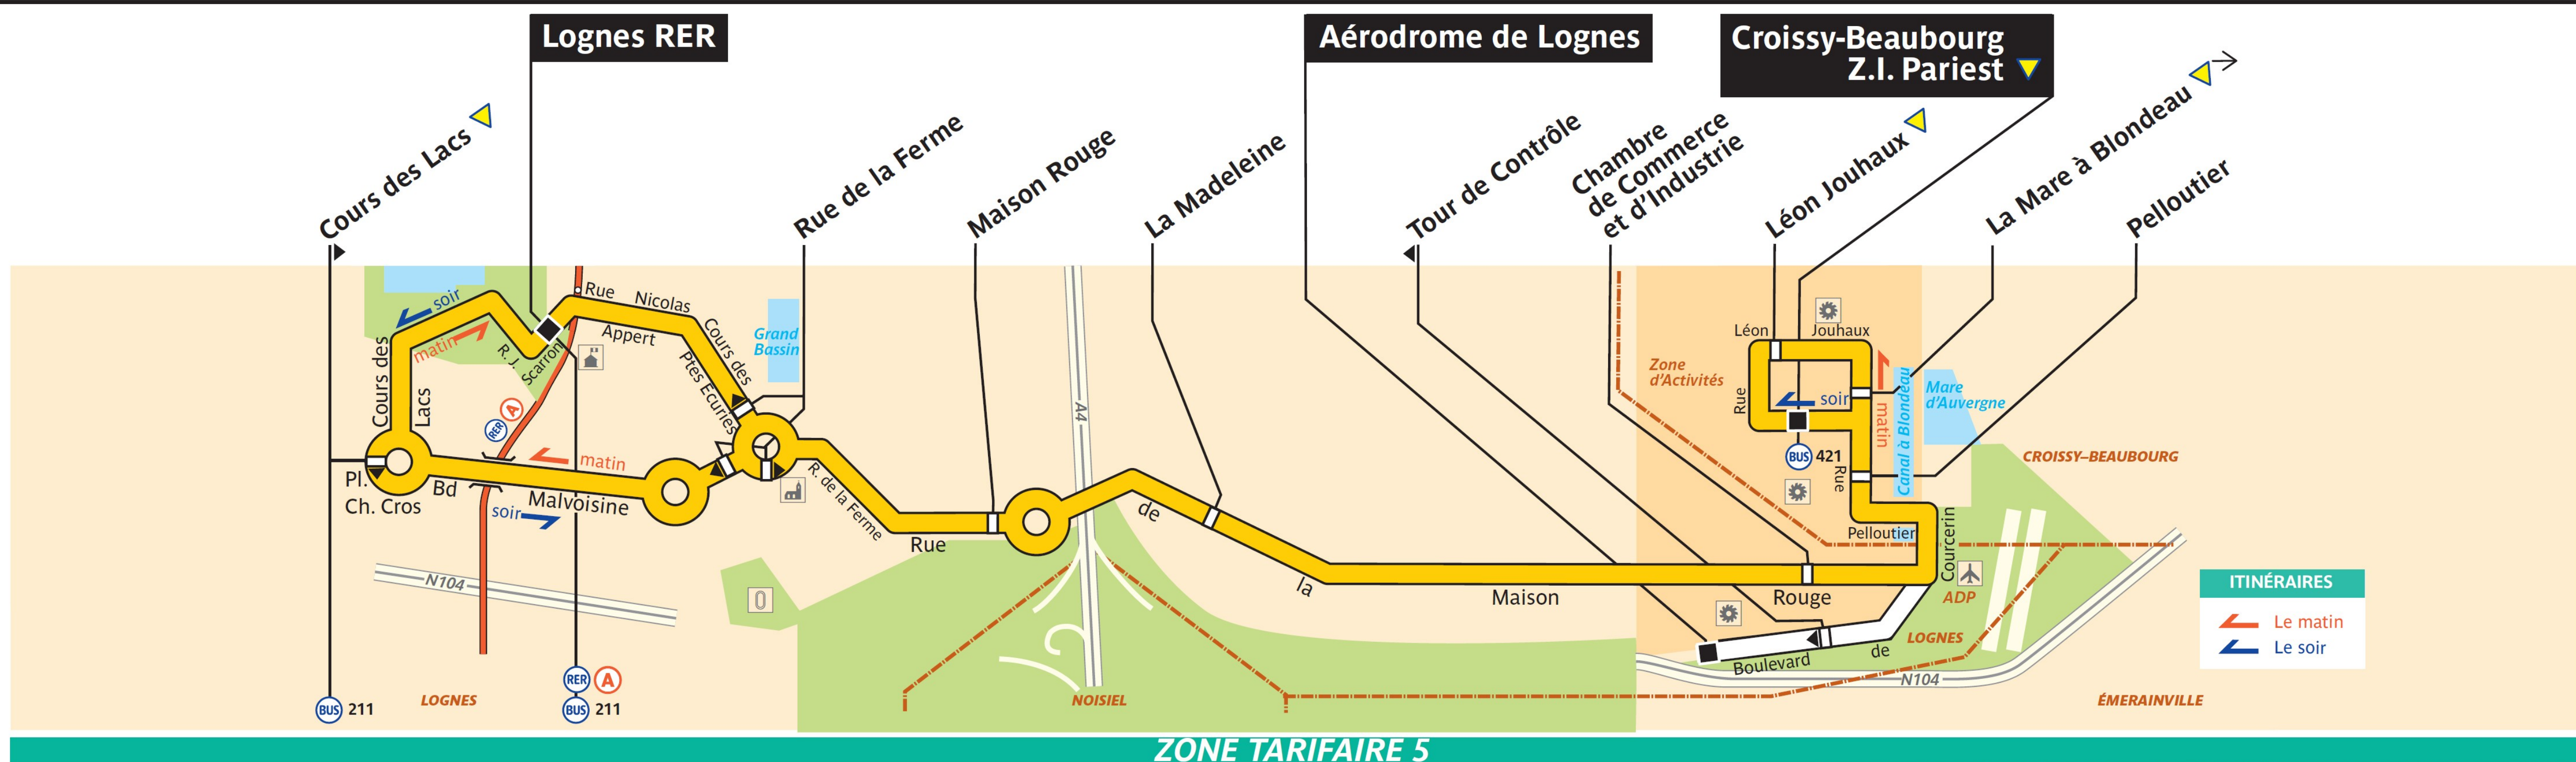 Lognes RER
Aérodrome de Lognes
Croissy-Beaubourg
Z.I. Pariest
Cours des Lacs
Rue de la Ferme
Maison Rouge
La Madeleine
Tour de Contrôle
Chambre
de Commerce
et d'Industrie
Léon Jouhaux
La Mare à Blondeau
Pelloutier
soir
matin
Cours des
Lacs
R. J.
Scarron
Rue Nicolas
Appert
Cours des
Ptes Ecuries
Grand
Bassin
RER A
Pl.
Ch. Cros
Bd
Malvoisine
matin
soir
N104
R. de la Ferme
Rue
A4
de
la
Maison
Rouge
Zone
d'Activités
Léon
Jouhaux
Rue
soir
matin
BUS 421
Rue
Canal à Blondeau
Mare
d'Auvergne
CROISSY–BEAUBOURG
Pelloutier
Courcerin
ADP
LOGNES
Boulevard
de
N104
ITINÉRAIRES
Le matin
Le soir
RER A
BUS 211
BUS 211
LOGNES
NOISIEL
ÉMERAINVILLE
ZONE TARIFAIRE 5